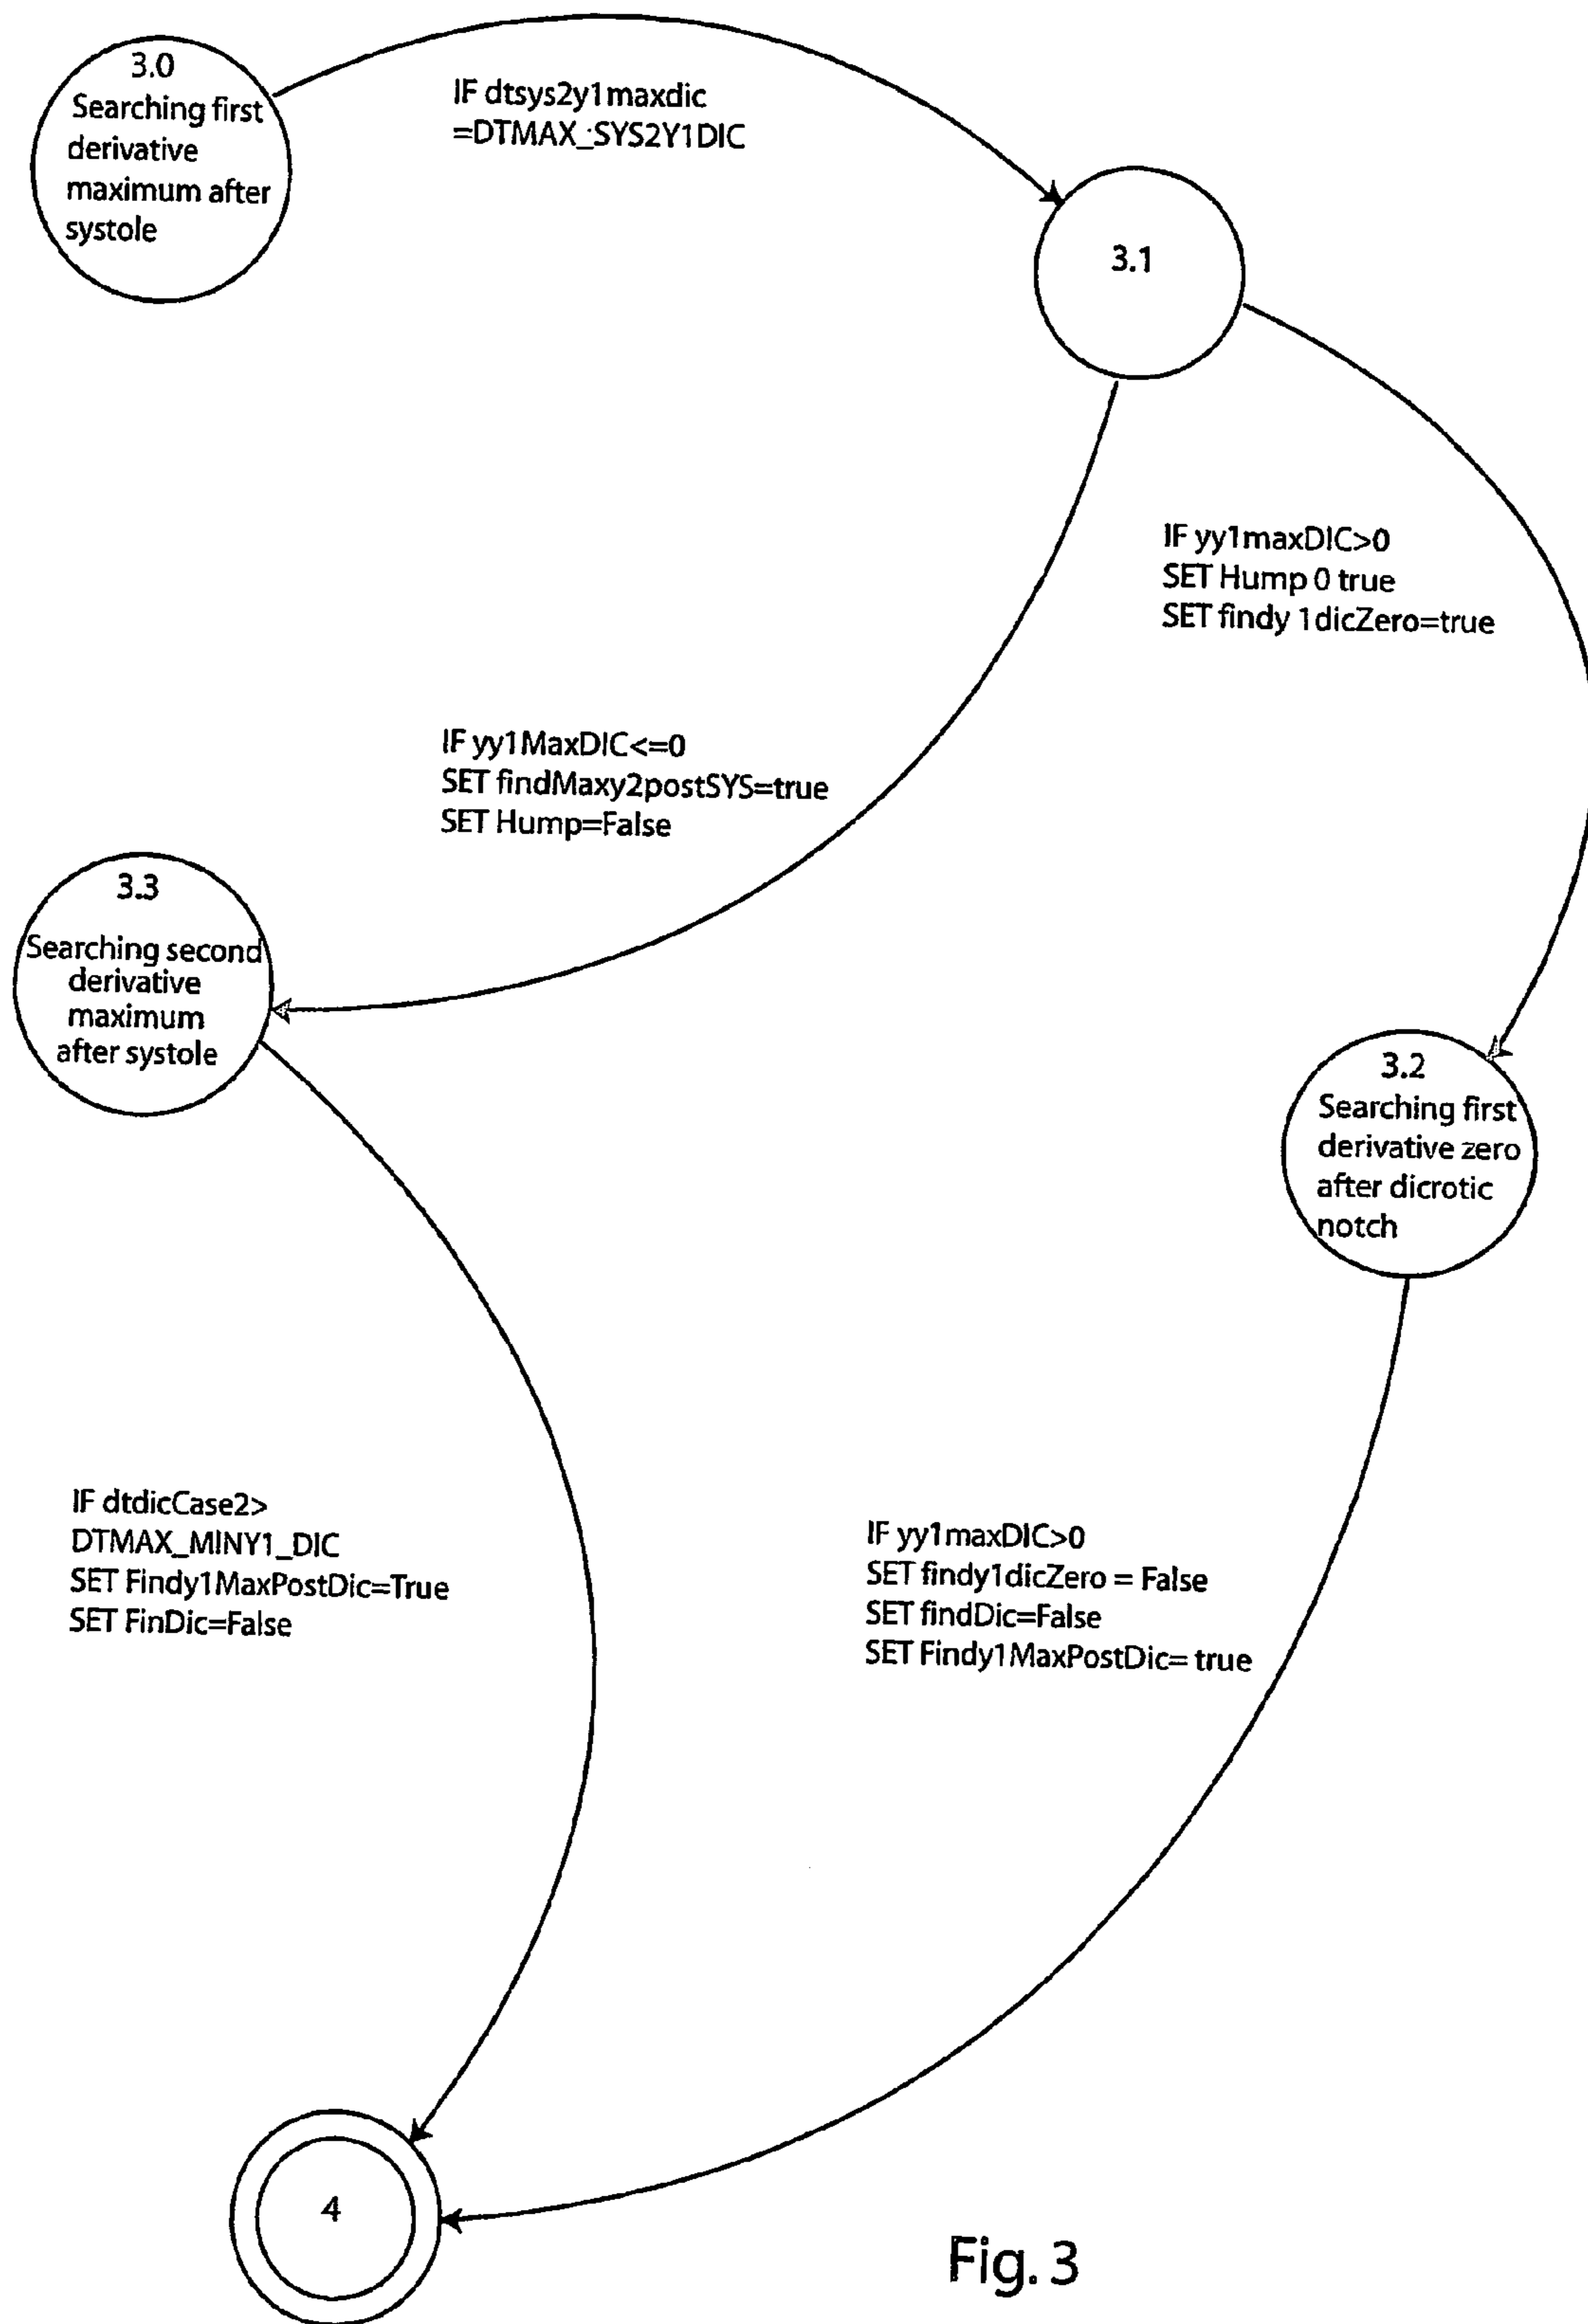 3.0
Searching first
derivative
maximum after
systole
IF dtsys2y1maxdic
=DTMAX_:SYS2Y1DIC
3.1
IF yy1maxDIC>0
SET Hump 0 true
SET findy 1dicZero=true
IF yy1MaxDIC<=0
SET findMaxy2postSYS=true
SET Hump=False
3.3
Searching second
derivative
maximum
after systole
3.2
Searching first
derivative zero
after dicrotic
notch
IF dtdicCase2>
DTMAX_MINY1_DIC
SET Findy1MaxPostDic=True
SET FinDic=False
IF yy1maxDIC>0
SET findy1dicZero = False
SET findDic=False
SET Findy1MaxPostDic= true
4
Fig. 3